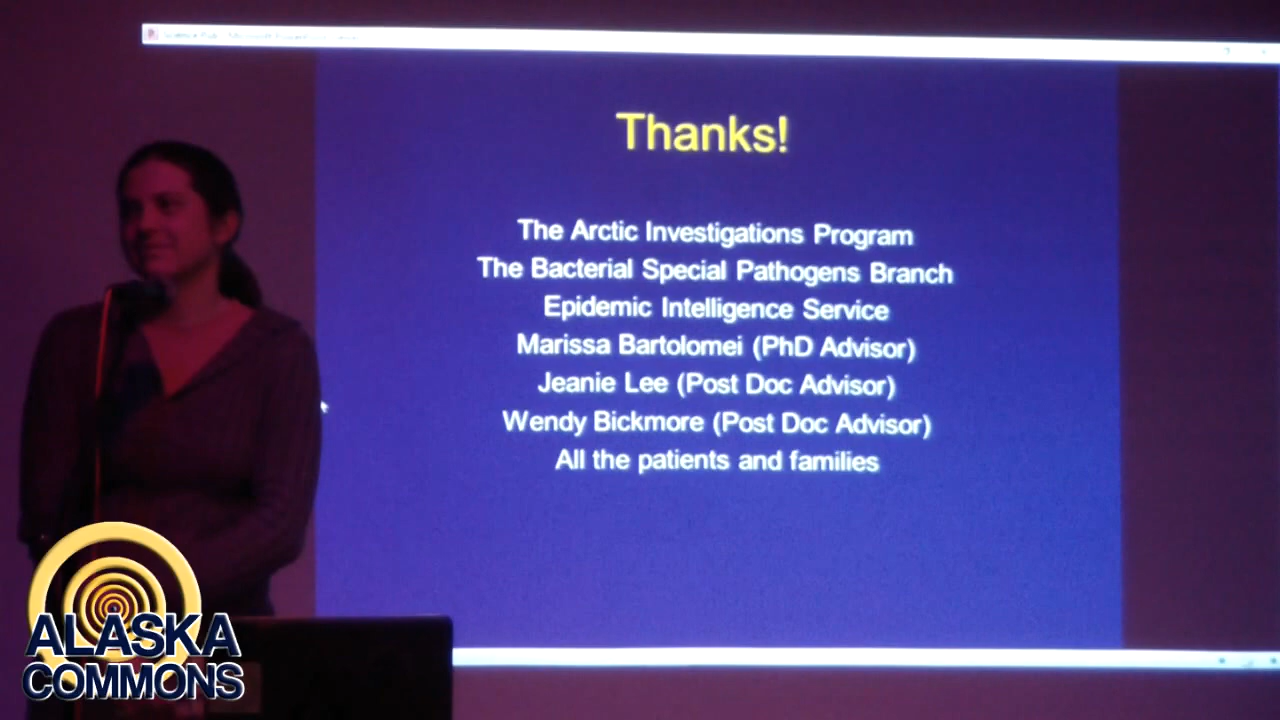 Thanks!
The Arctic Investigations Program
The Bacterial Special Pathogens Branch
Epidemic Intelligence Service
Marissa Bartolomei (PhD Advisor)
Jeanie Lee (Post Doc Advisor)
Wendy Bickmore (Post Doc Advisor)
All the patients and families
ALASKA
COMMONS